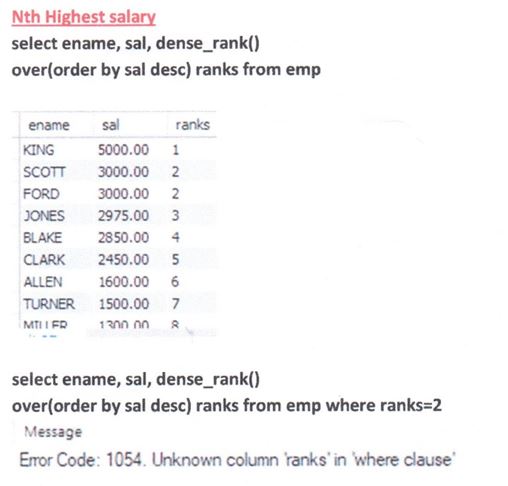 Nth Highest salary
select ename, sal, dense_rank()
over(order by sal desc) ranks from emp
ename sal ranks
KING 5000.00 1
SCOTT 3000.00 2
FORD 3000.00 2
JONES 2975.00 3
BLAKE 2850.00 4
CLARK 2450.00 5
ALLEN 1600.00 6
TURNER 1500.00 7
MILLER 1300.00 8
select ename, sal, dense_rank()
over(order by sal desc) ranks from emp where ranks=2
Message
Error Code: 1054. Unknown column 'ranks' in 'where clause'